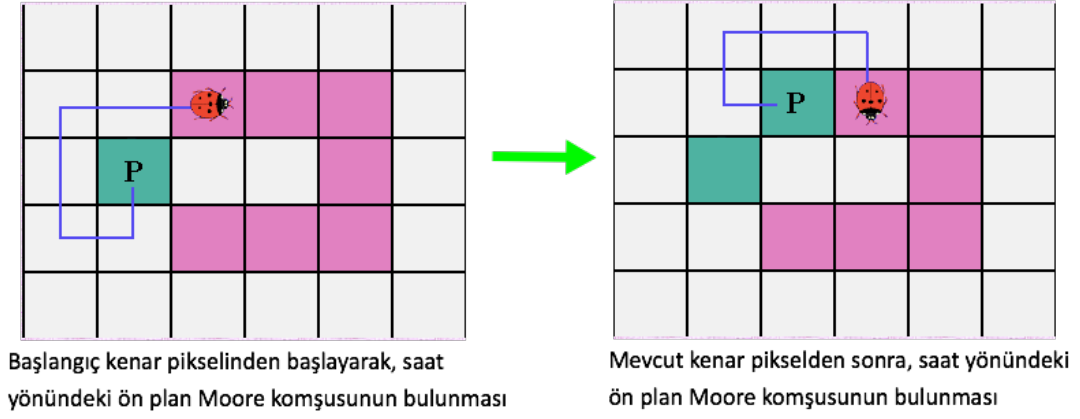 P
P
Başlangıç kenar pikselinden başlayarak, saat
yönündeki ön plan Moore komşusunun bulunması
Mevcut kenar pikselden sonra, saat yönündeki
ön plan Moore komşusunun bulunması